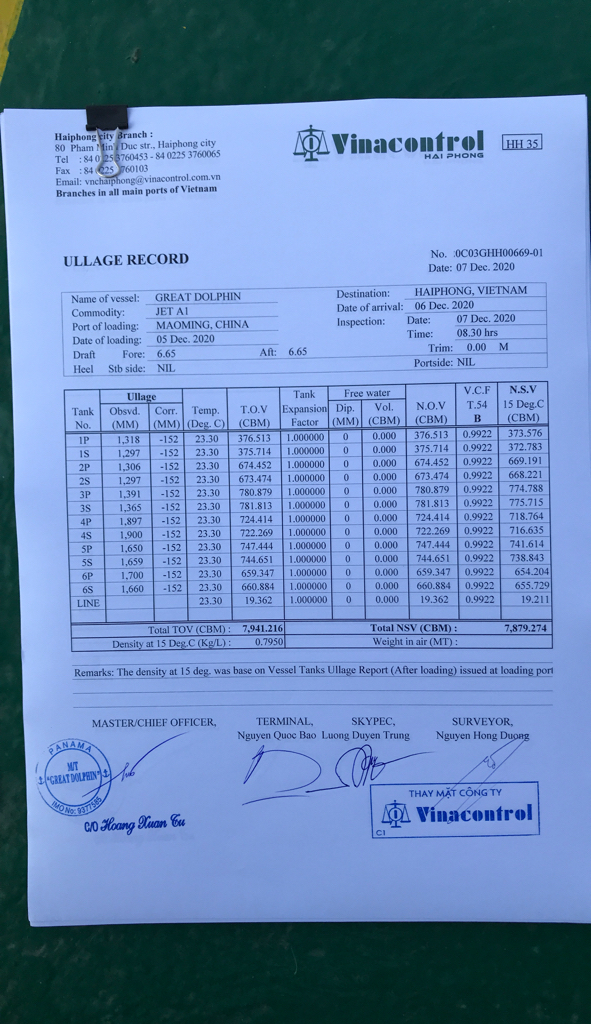 Haiphong city Branch :
80 Pham Min Duc str., Haiphong city
Tel : 84 0 25 3760453 - 84 0225 3760065
Fax : 84 0225 3760103
Email: vnchaiphong@vinacontrol.com.vn
Branches in all main ports of Vietnam
Vinacontrol
HAI PHONG
HH 35
ULLAGE RECORD
No. .0C03GHH00669-01
Date: 07 Dec. 2020
Name of vessel: GREAT DOLPHIN Destination: HAIPHONG, VIETNAM
Commodity: JET A1 Date of arrival: 06 Dec. 2020
Port of loading: MAOMING, CHINA Inspection: Date: 07 Dec. 2020
Date of loading: 05 Dec. 2020 Time: 08.30 hrs
Draft Fore: 6.65 Aft: 6.65 Trim: 0.00 M
Heel Stb side: NIL Portside: NIL
Tank No. Ullage Obsvd. (MM) Corr. (MM) Temp. (Deg. C) T.O.V (CBM) Tank Expansion Factor Free water Dip. (MM) Vol. (CBM) N.O.V (CBM) V.C.F T.54 B N.S.V 15 Deg.C (CBM)
1P 1,318 -152 23.30 376.513 1.000000 0 0.000 376.513 0.9922 373.576
1S 1,297 -152 23.30 375.714 1.000000 0 0.000 375.714 0.9922 372.783
2P 1,306 -152 23.30 674.452 1.000000 0 0.000 674.452 0.9922 669.191
2S 1,297 -152 23.30 673.474 1.000000 0 0.000 673.474 0.9922 668.221
3P 1,391 -152 23.30 780.879 1.000000 0 0.000 780.879 0.9922 774.788
3S 1,365 -152 23.30 781.813 1.000000 0 0.000 781.813 0.9922 775.715
4P 1,897 -152 23.30 724.414 1.000000 0 0.000 724.414 0.9922 718.764
4S 1,900 -152 23.30 722.269 1.000000 0 0.000 722.269 0.9922 716.635
5P 1,650 -152 23.30 747.444 1.000000 0 0.000 747.444 0.9922 741.614
5S 1,659 -152 23.30 744.651 1.000000 0 0.000 744.651 0.9922 738.843
6P 1,700 -152 23.30 659.347 1.000000 0 0.000 659.347 0.9922 654.204
6S 1,660 -152 23.30 660.884 1.000000 0 0.000 660.884 0.9922 655.729
LINE 23.30 19.362 1.000000 0 0.000 19.362 0.9922 19.211
Total TOV (CBM) : 7,941.216 Total NSV (CBM) : 7,879.274
Density at 15 Deg.C (Kg/L) : 0.7950 Weight in air (MT) :
Remarks: The density at 15 deg. was base on Vessel Tanks Ullage Report (After loading) issued at loading port
MASTER/CHIEF OFFICER, TERMINAL, SKYPEC, SURVEYOR,
Nguyen Quoc Bao Luong Duyen Trung Nguyen Hong Duong
PANAMA
M/T
"GREAT DOLPHIN"
IMO No: 9377585
C/O Hoang Xuan Tu
THAY MẶT CÔNG TY
Vinacontrol
C1